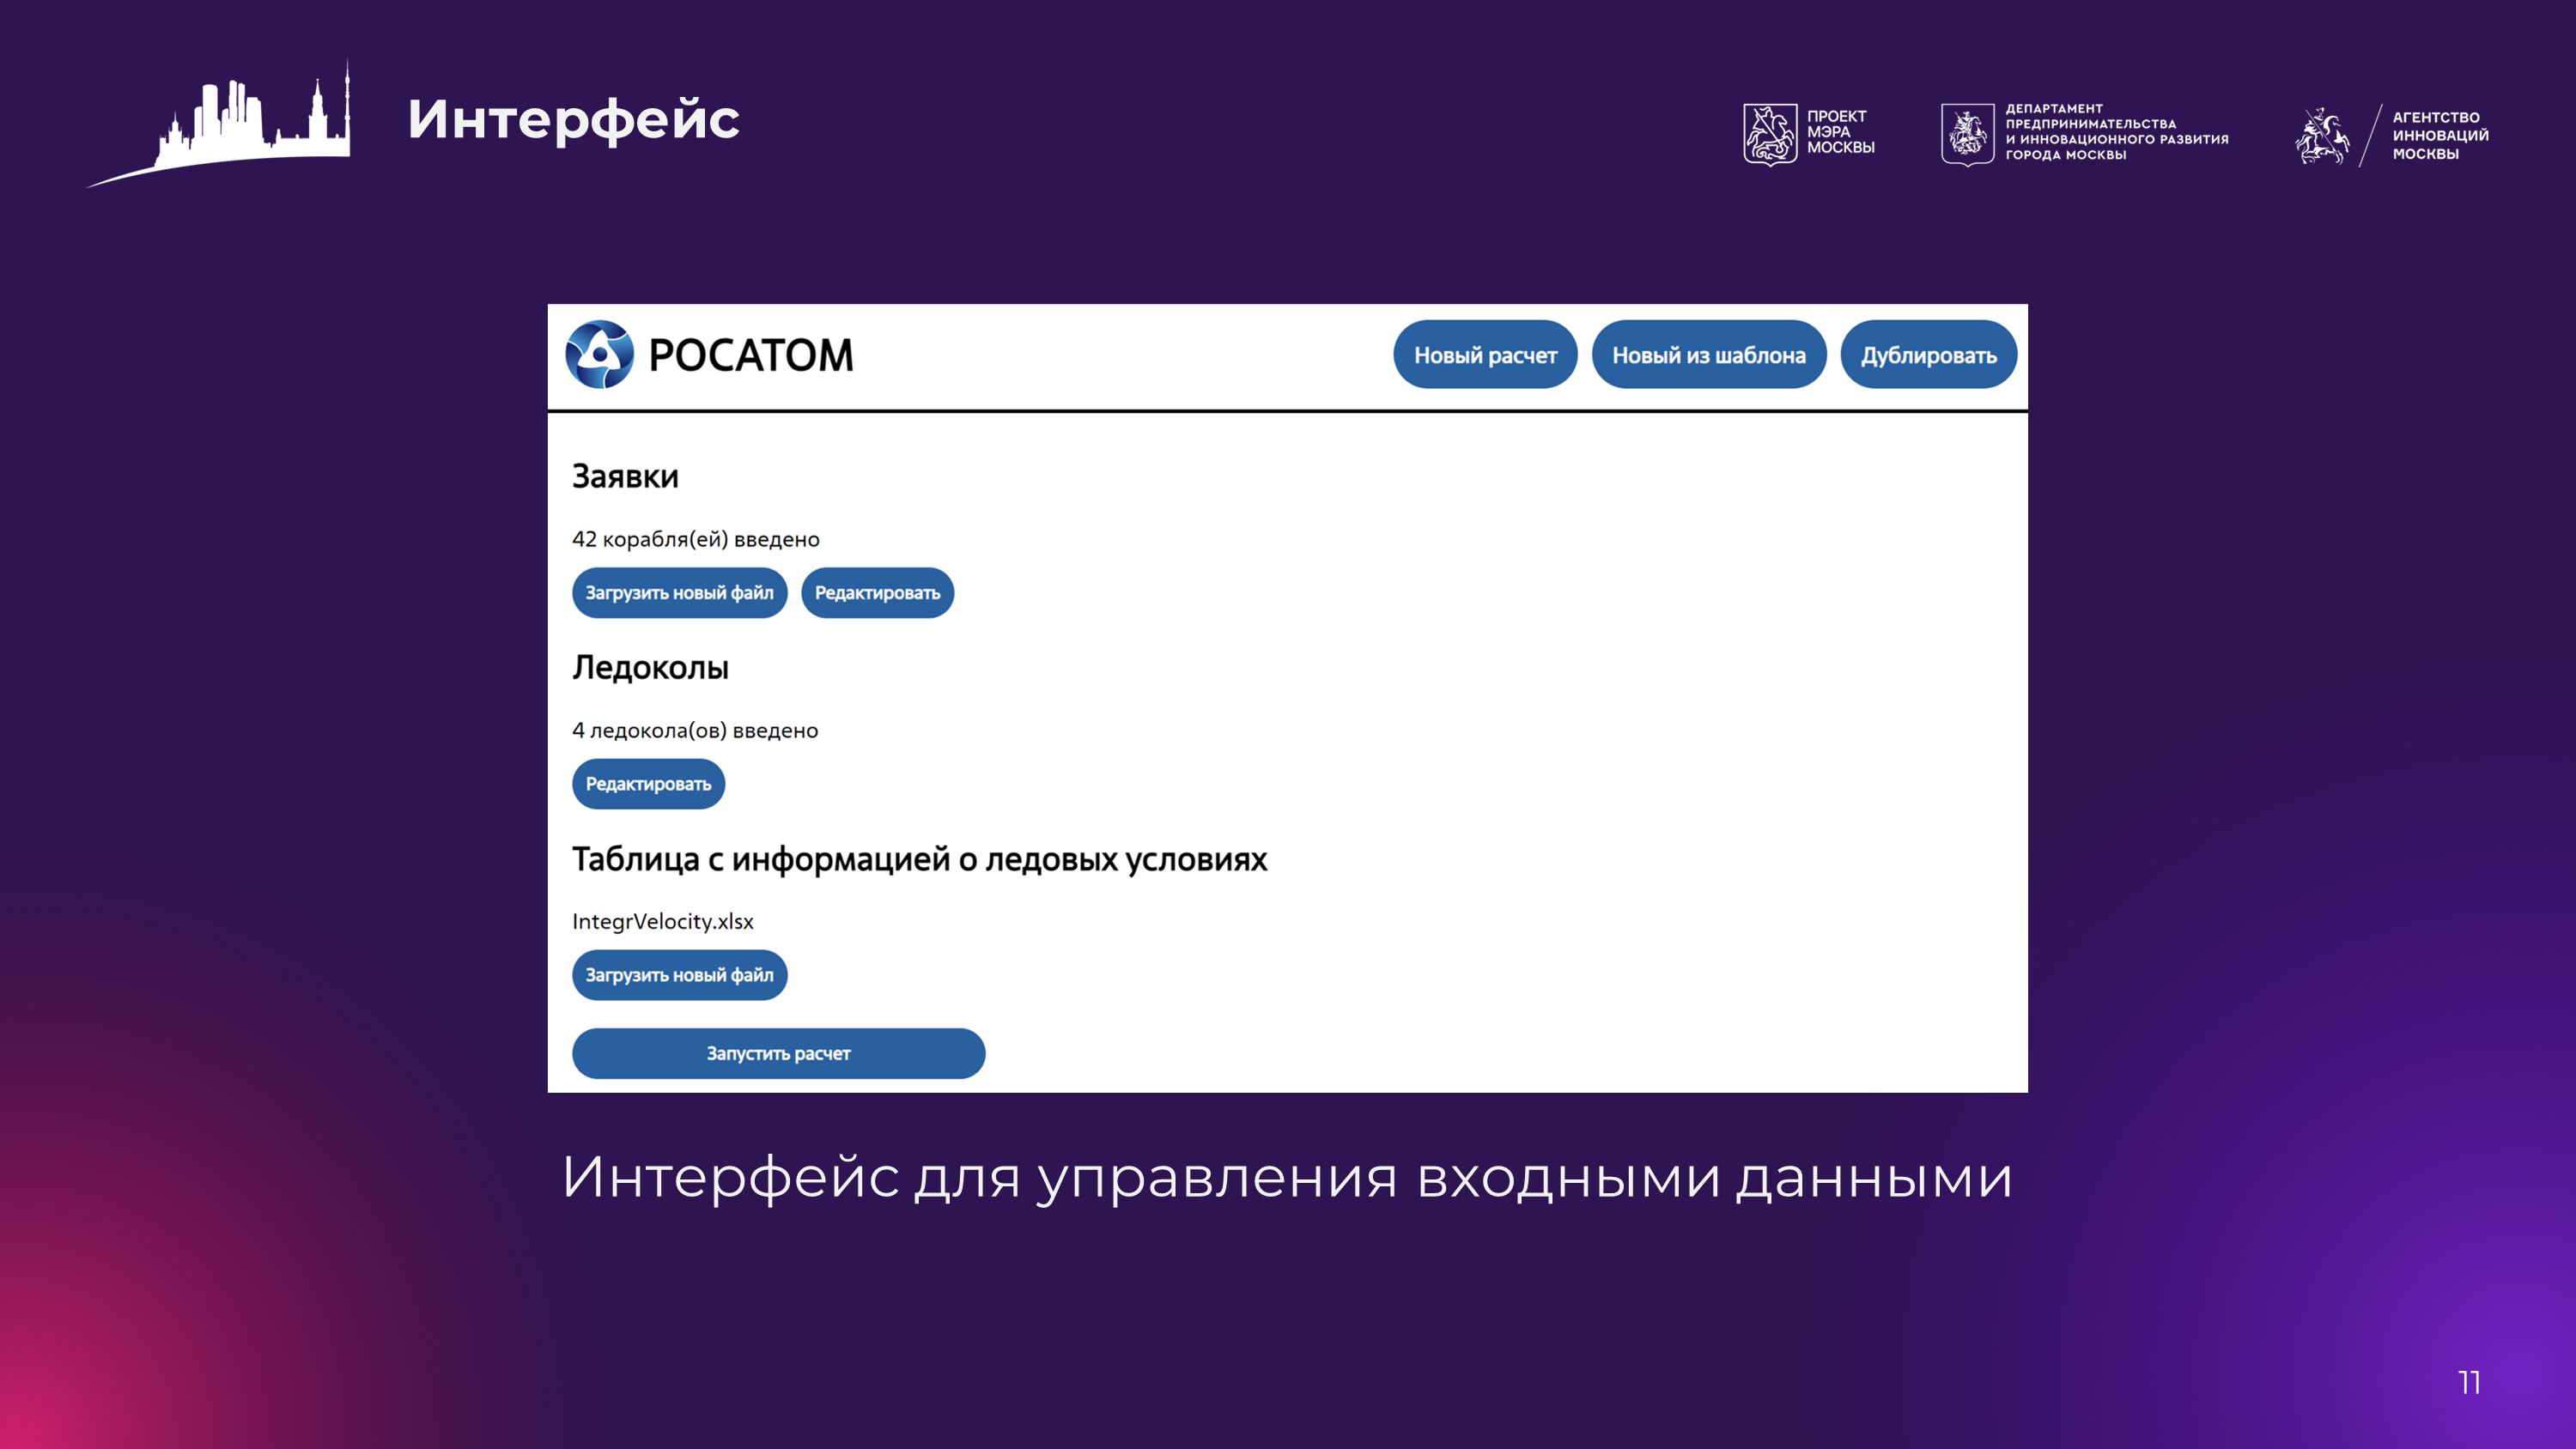 Интерфейс
ПРОЕКТ
МЭРА
МОСКВЫ
ДЕПАРТАМЕНТ
ПРЕДПРИНИМАТЕЛЬСТВА
И ИННОВАЦИОННОГО РАЗВИТИЯ
ГОРОДА МОСКВЫ
АГЕНТСТВО
ИННОВАЦИЙ
МОСКВЫ
РОСАТОМ
Новый расчет
Новый из шаблона
Дублировать
Заявки
42 корабля(ей) введено
Загрузить новый файл
Редактировать
Ледоколы
4 ледокола(ов) введено
Редактировать
Таблица с информацией о ледовых условиях
IntegrVelocity.xlsx
Загрузить новый файл
Запустить расчет
Интерфейс для управления входными данными
11